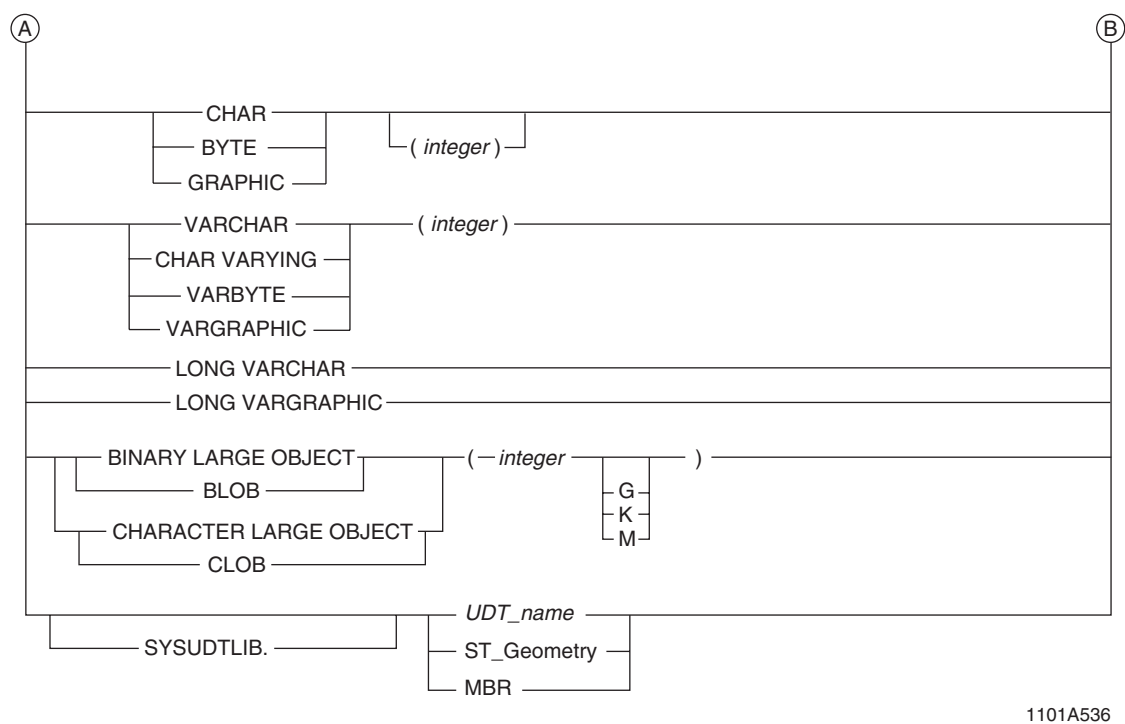 A B
CHAR
BYTE ( integer )
GRAPHIC
VARCHAR ( integer )
CHAR VARYING
VARBYTE
VARGRAPHIC
LONG VARCHAR
LONG VARGRAPHIC
BINARY LARGE OBJECT ( integer )
BLOB G
K
CHARACTER LARGE OBJECT M
CLOB
UDT_name
SYSUDTLIB. ST_Geometry
MBR
1101A536